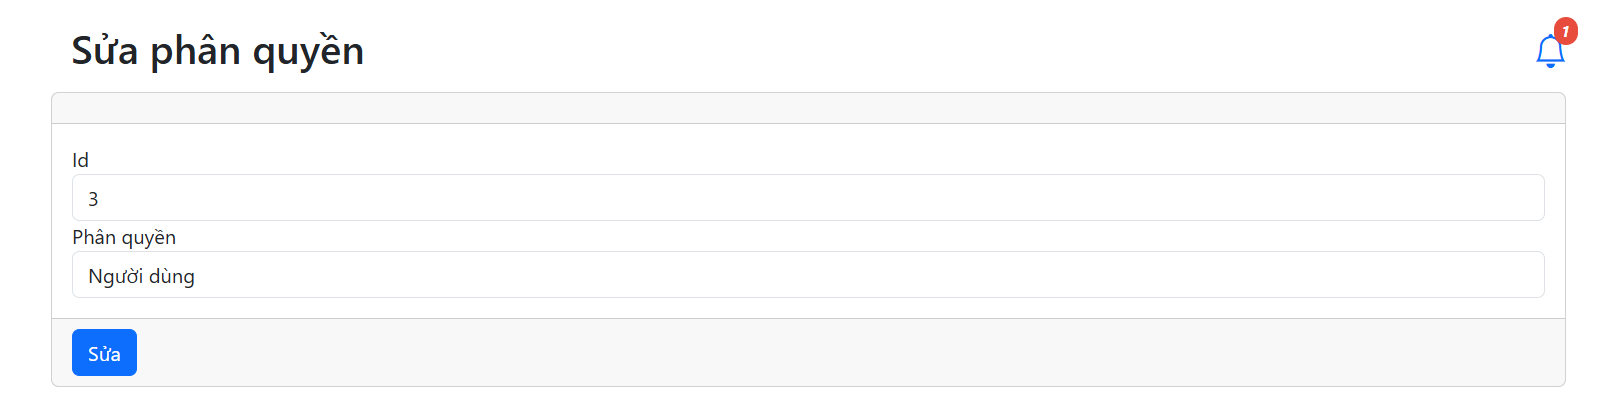 Sửa phân quyền
1
Id
3
Phân quyền
Người dùng
Sửa